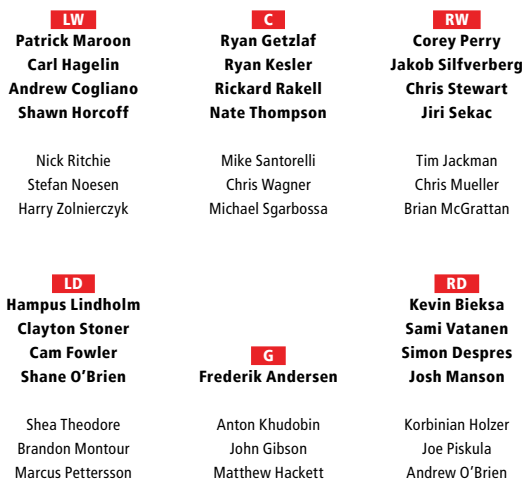 LW
Patrick Maroon
Carl Hagelin
Andrew Cogliano
Shawn Horcoff
Nick Ritchie
Stefan Noesen
Harry Zolnierczyk
C
Ryan Getzlaf
Ryan Kesler
Rickard Rakell
Nate Thompson
Mike Santorelli
Chris Wagner
Michael Sgarbossa
RW
Corey Perry
Jakob Silfverberg
Chris Stewart
Jiri Sekac
Tim Jackman
Chris Mueller
Brian McGrattan
LD
Hampus Lindholm
Clayton Stoner
Cam Fowler
Shane O’Brien
Shea Theodore
Brandon Montour
Marcus Pettersson
G
Frederik Andersen
Anton Khudobin
John Gibson
Matthew Hackett
RD
Kevin Bieksa
Sami Vatanen
Simon Despres
Josh Manson
Korbinian Holzer
Joe Piskula
Andrew O’Brien